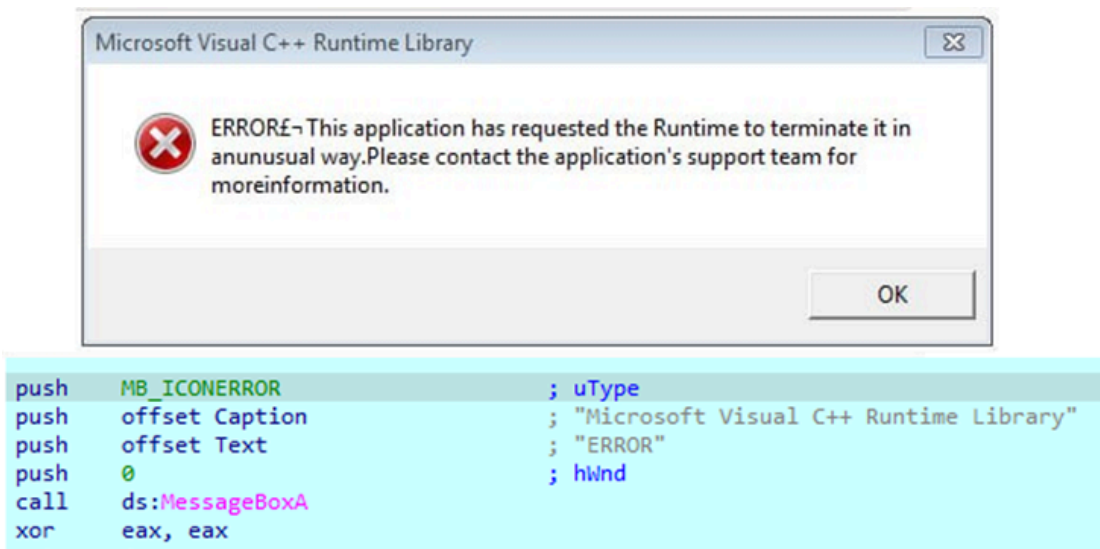 Microsoft Visual C++ Runtime Library
ERROR£¬This application has requested the Runtime to terminate it in
anunusual way.Please contact the application's support team for
moreinformation.
OK
push MB_ICONERROR ; uType
push offset Caption ; "Microsoft Visual C++ Runtime Library"
push offset Text ; "ERROR"
push 0 ; hWnd
call ds:MessageBoxA
xor eax, eax